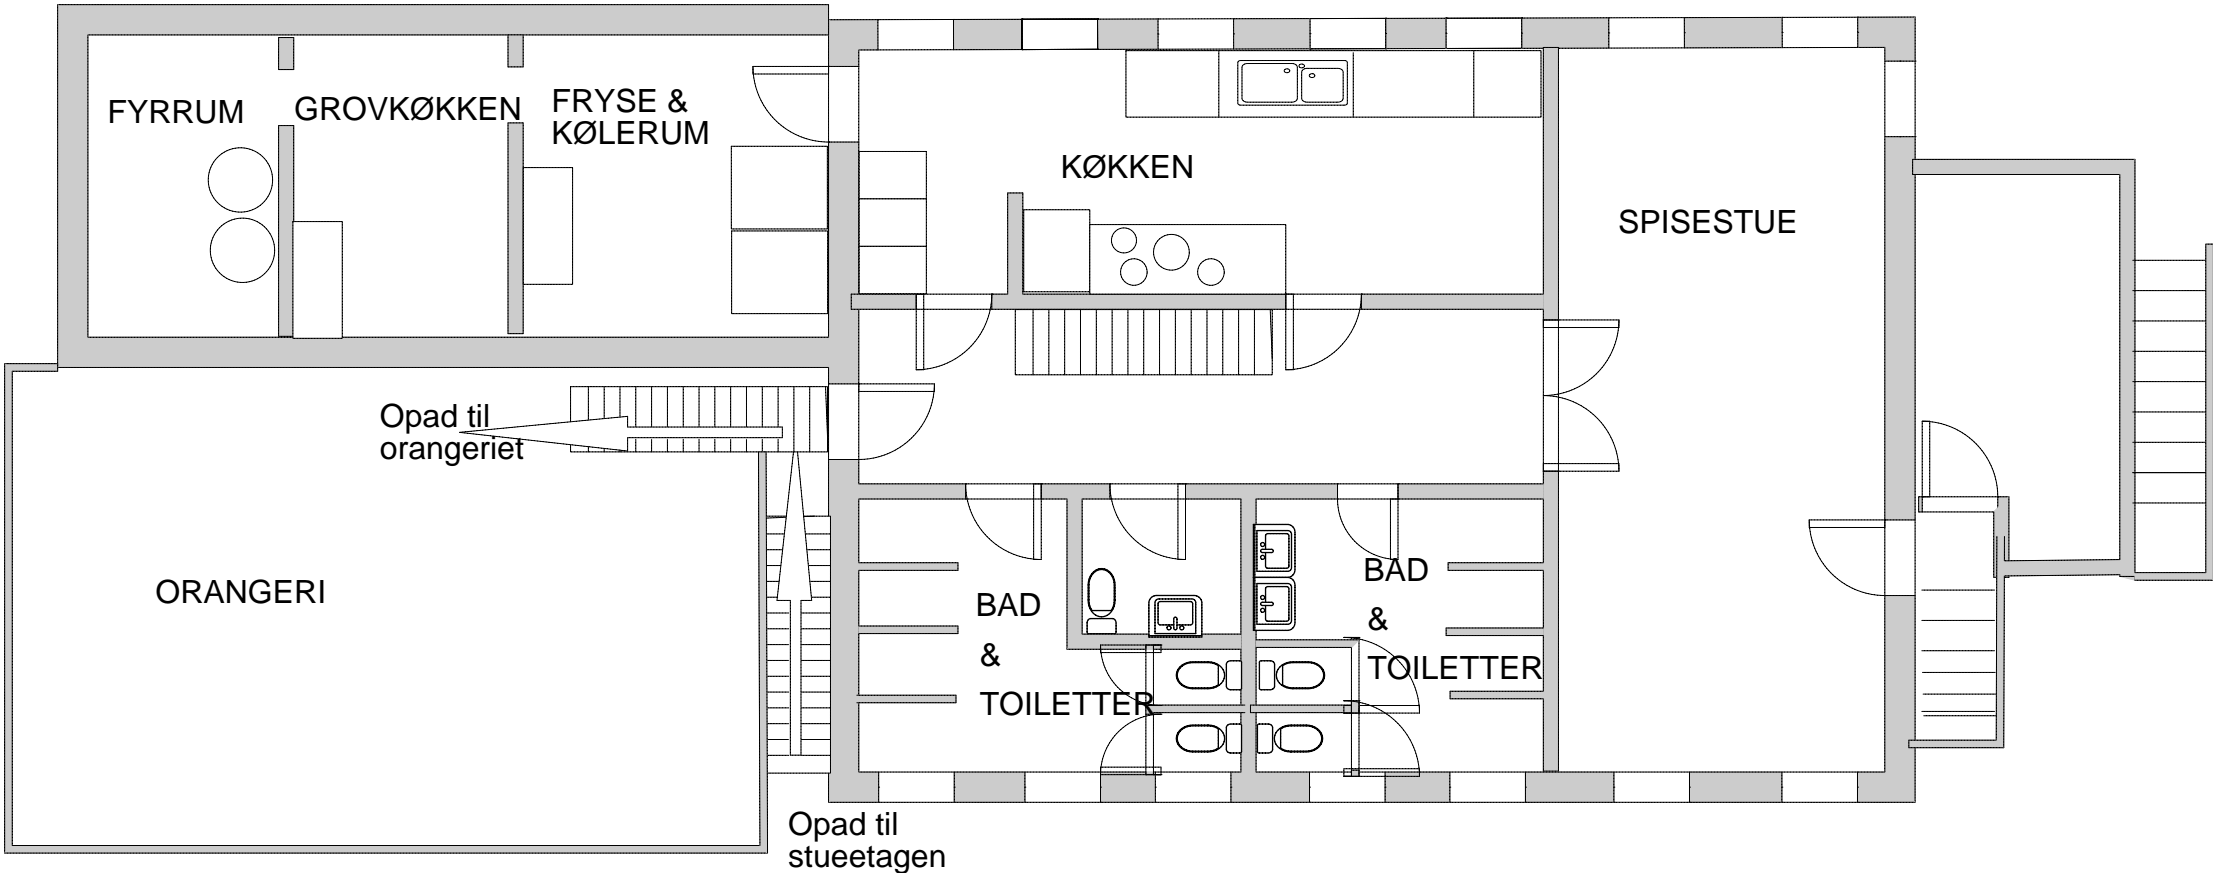 FYRRUM
GROVKØKKEN
FRYSE &
KØLERUM
KØKKEN
SPISESTUE
Opad til
orangeriet
ORANGERI
BAD
&
TOILETTER
BAD
&
TOILETTER
Opad til
stueetagen